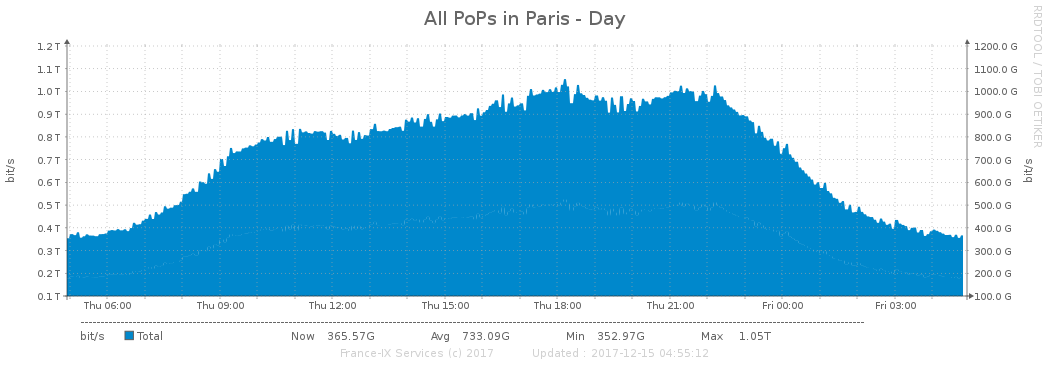 All PoPs in Paris - Day
RRDTOOL / TOBI OETIKER
1.2 T 1200.0 G
1.1 T 1100.0 G
1.0 T 1000.0 G
0.9 T 900.0 G
0.8 T 800.0 G
0.7 T 700.0 G
0.6 T 600.0 G
0.5 T 500.0 G
0.4 T 400.0 G
0.3 T 300.0 G
0.2 T 200.0 G
0.1 T 100.0 G
bit/s
bit/s
Thu 06:00 Thu 09:00 Thu 12:00 Thu 15:00 Thu 18:00 Thu 21:00 Fri 00:00 Fri 03:00
bit/s Total Now 365.57G Avg 733.09G Min 352.97G Max 1.05T
France-IX Services (c) 2017 Updated : 2017-12-15 04:55:12